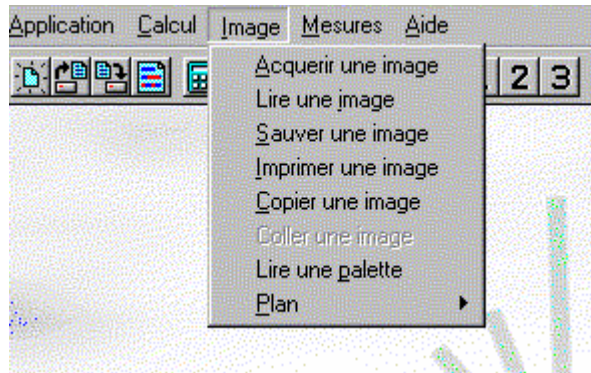 Application Calcul Image Mesures Aide
2 3
Acquerir une image
Lire une image
Sauver une image
Imprimer une image
Copier une image
Coller une image
Lire une palette
Plan